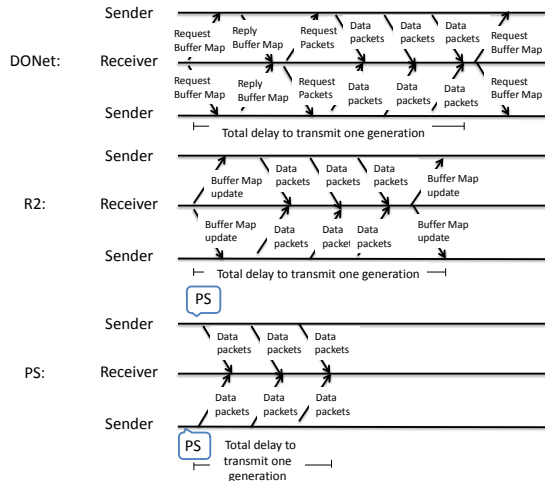 Sender
Request
Buffer Map
Reply
Buffer Map
Request
Packets
Data
packets
Data
packets
Data
packets
Request
Buffer Map
DONet:
Receiver
Request
Buffer Map
Reply
Buffer Map
Request
Packets
Data
packets
Data
packets
Data
packets
Request
Buffer Map
Sender
Total delay to transmit one generation
Sender
Buffer Map
update
Data
packets
Data
packets
Data
packets
Buffer Map
update
R2:
Receiver
Buffer Map
update
Data
packets
Data
packet
Data
packets
Buffer Map
update
Sender
Total delay to transmit one generation
PS
Sender
Data
packets
Data
packets
Data
packets
PS:
Receiver
Data
packets
Data
packets
Data
packets
Sender
PS
Total delay to
transmit one
generation